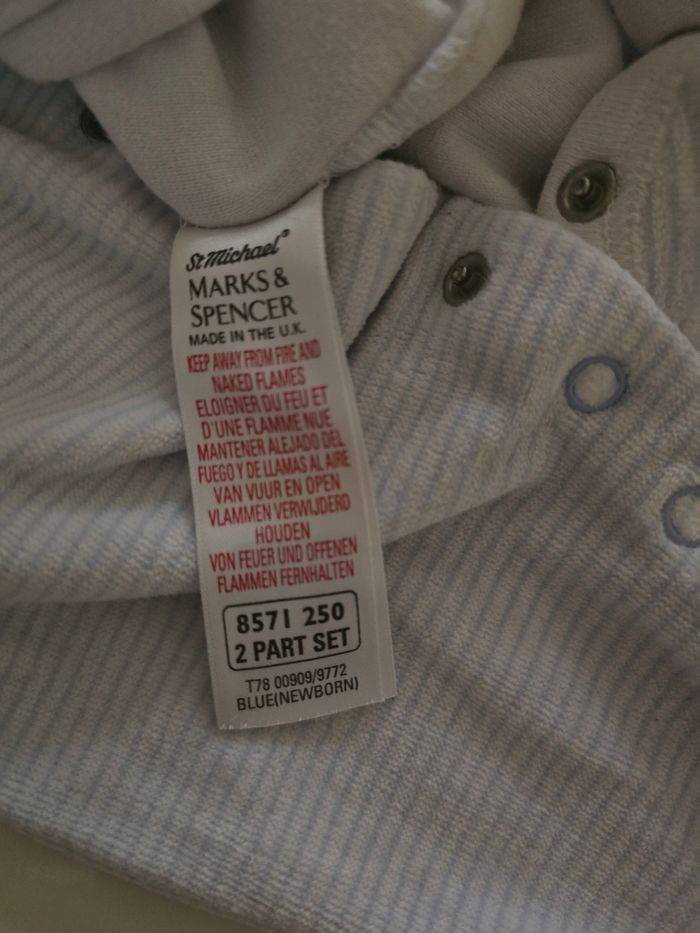 St Michael®
MARKS &
SPENCER
MADE IN THE U.K.
KEEP AWAY FROM FIRE AND
NAKED FLAMES
ELOIGNER DU FEU ET
D'UNE FLAMME NUE
MANTENER ALEJADO DEL
FUEGO Y DE LLAMAS AL AIRE
VAN VUUR EN OPEN
VLAMMEN VERWIJDERD
HOUDEN
VON FEUER UND OFFENEN
FLAMMEN FERNHALTEN
8571 250
2 PART SET
T78 00909/9772
BLUE(NEWBORN)